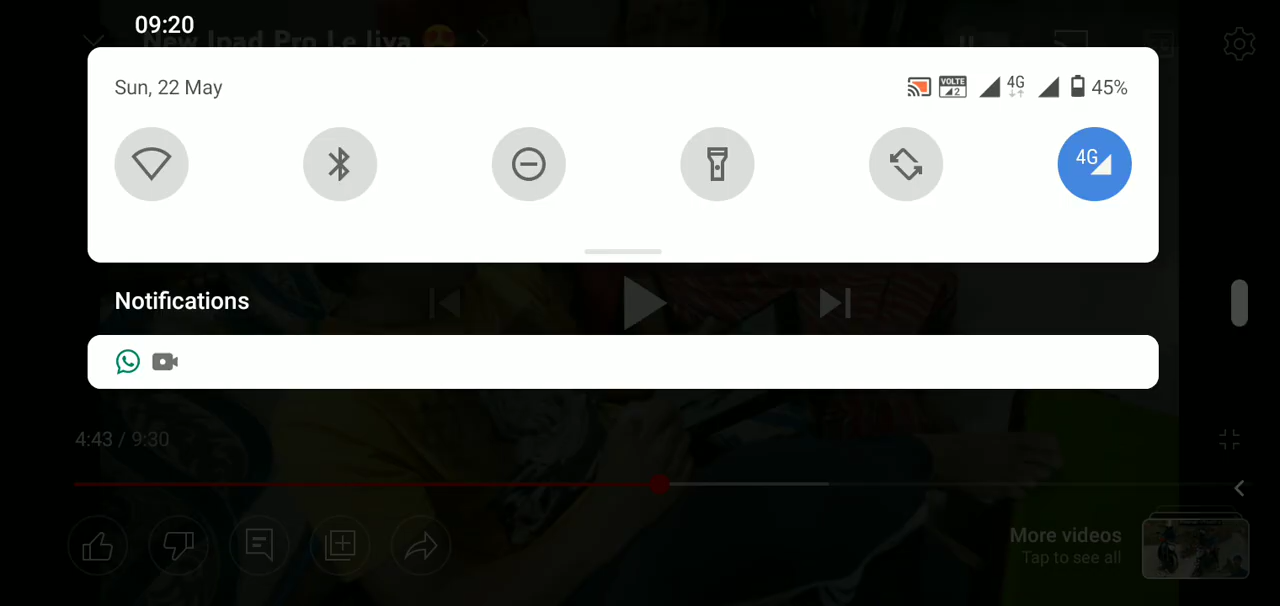 09:20
New Ipad Pro Le liya
Sun, 22 May
VOLTE
2
4G
45%
4G
Notifications
4:43 / 9:30
More videos
Tap to see all